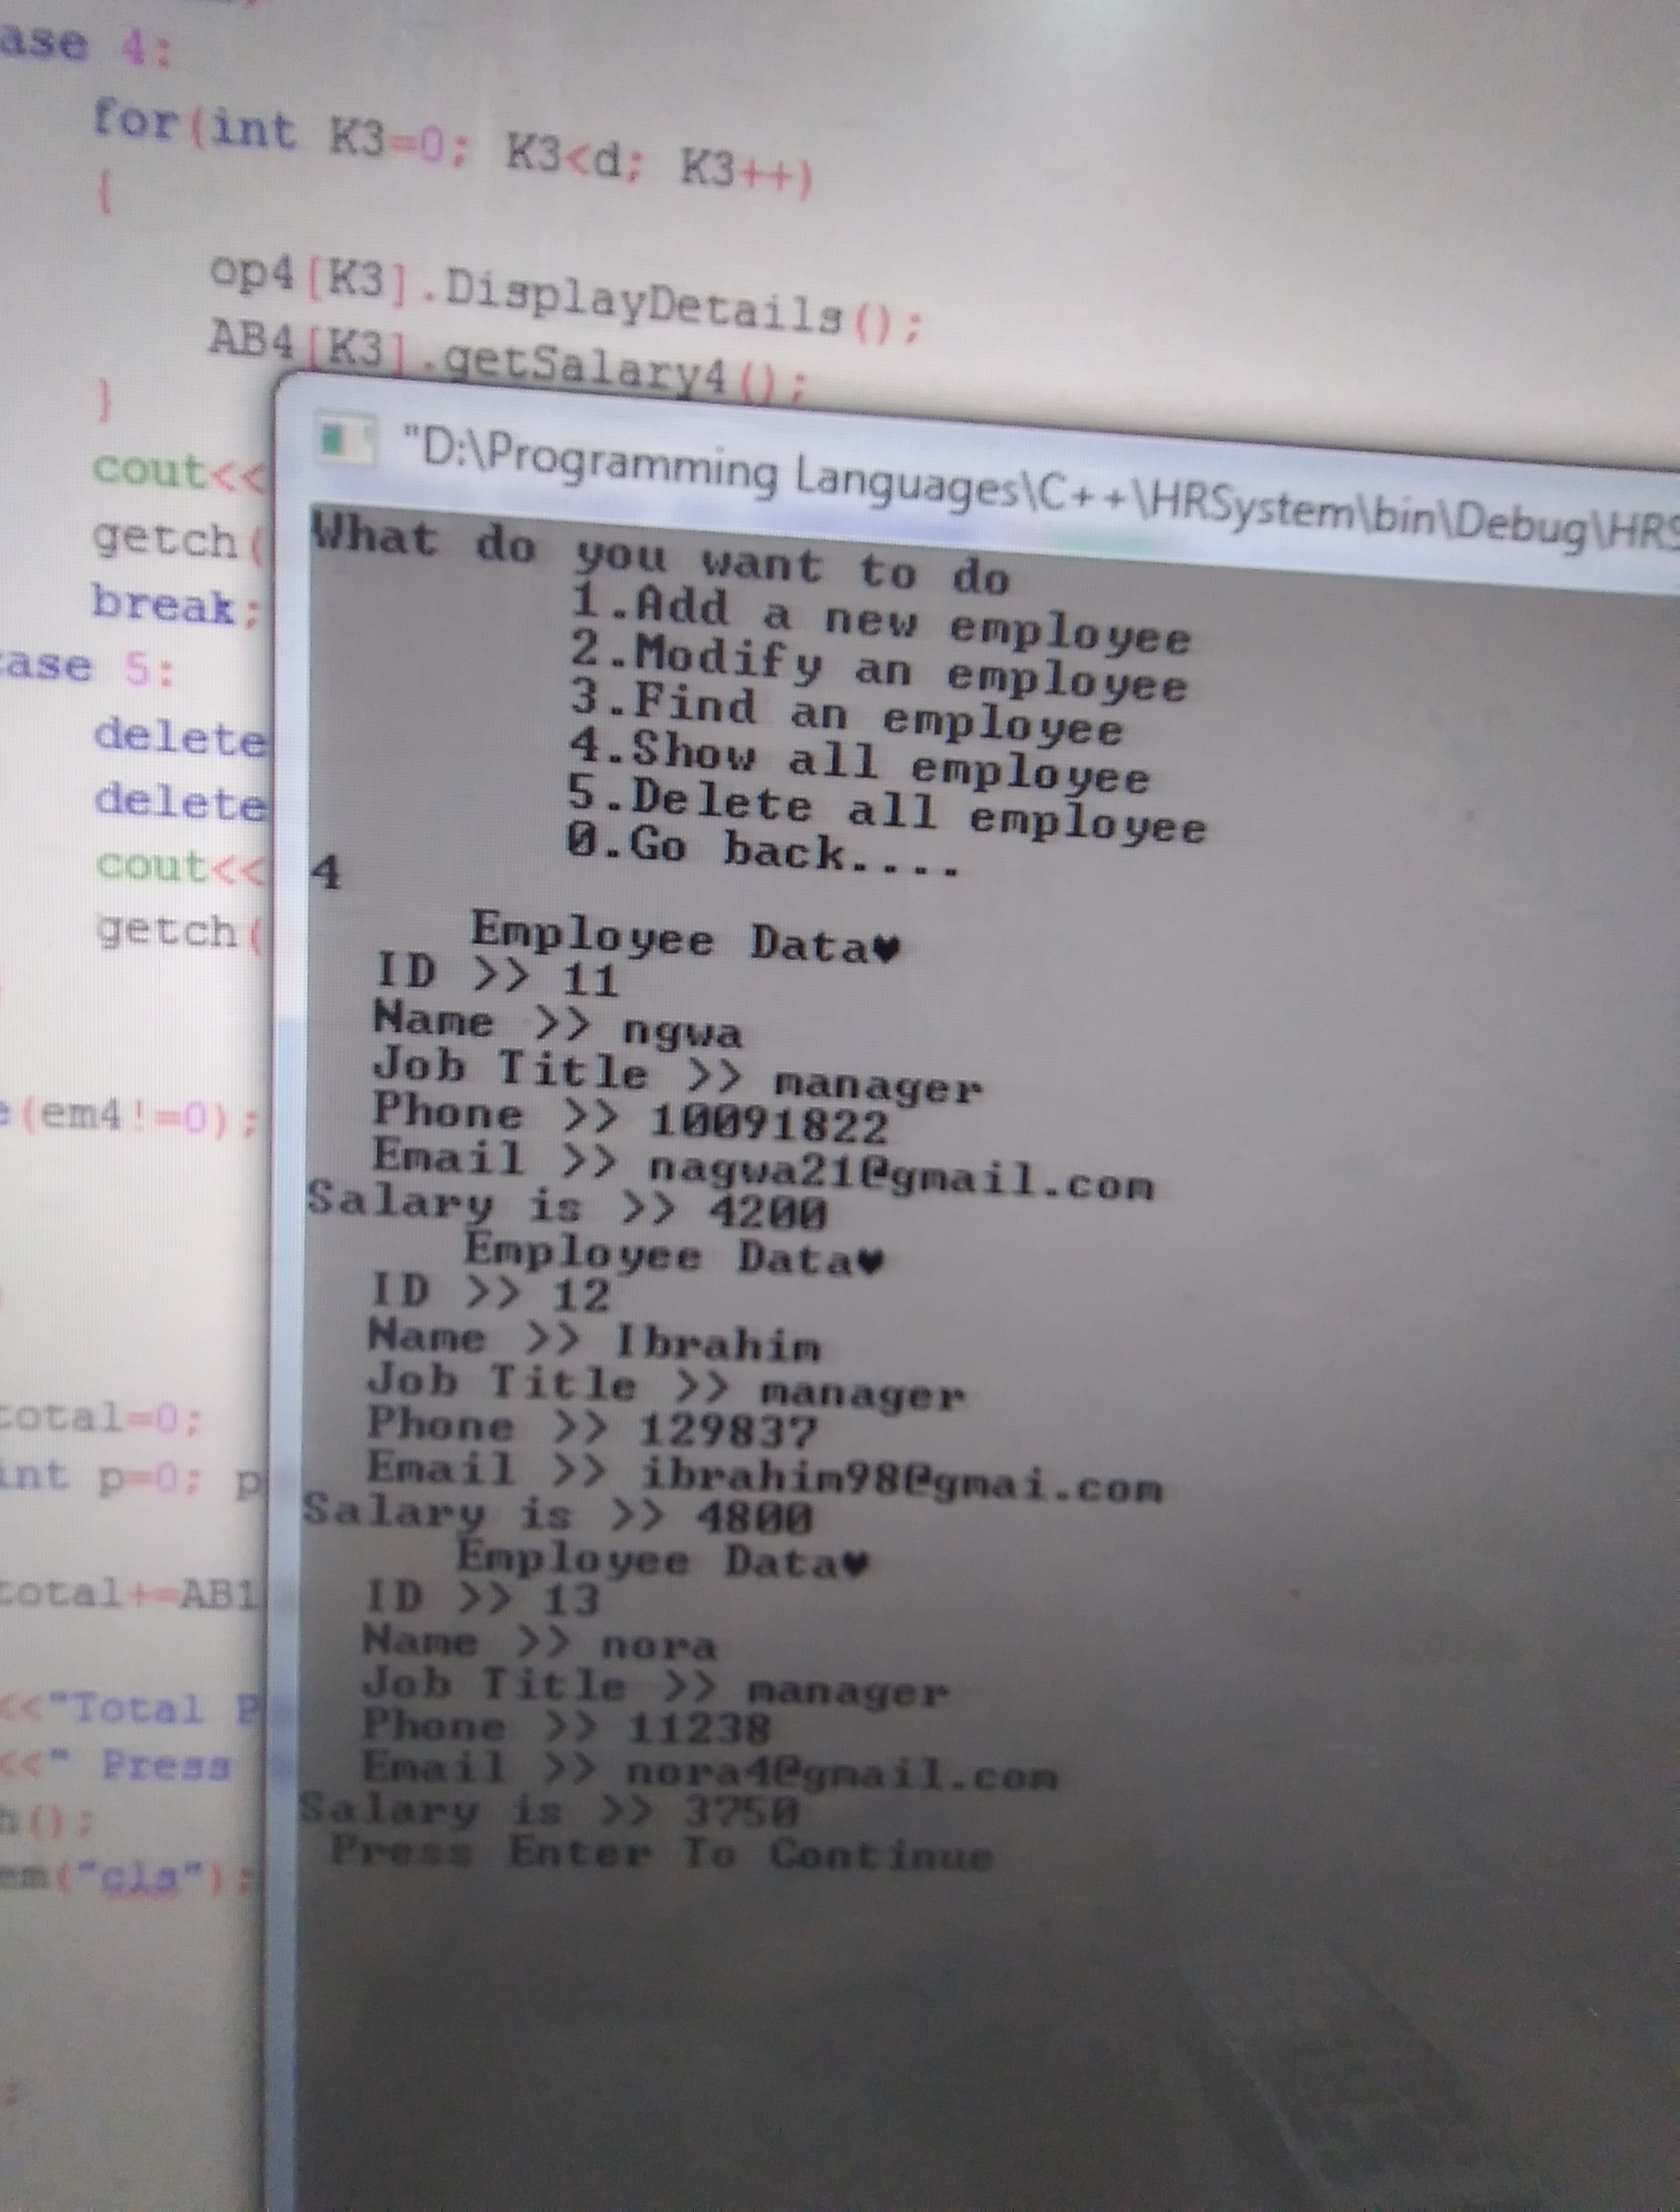 ase 4:
for(int K3=0; K3<d; K3++)
{
op4[K3].DisplayDetails();
AB4[K3].getSalary4();
}
cout<<
getch(
break;
case 5:
delete
delete
cout<<
getch(
e(em4!=0);
total=0;
int p=0; p
total+=AB1
<<"Total P
<<" Press
h();
em("cls");
;
"D:\Programming Languages\C++\HRSystem\bin\Debug\HRS
What do you want to do
1.Add a new employee
2.Modify an employee
3.Find an employee
4.Show all employee
5.Delete all employee
0.Go back....
4
Employee Data♥
ID >> 11
Name >> ngwa
Job Title >> manager
Phone >> 10091822
Email >> nagwa21@gmail.com
Salary is >> 4200
Employee Data♥
ID >> 12
Name >> Ibrahim
Job Title >> manager
Phone >> 129837
Email >> ibrahim98@gmai.com
Salary is >> 4800
Employee Data♥
ID >> 13
Name >> nora
Job Title >> manager
Phone >> 11238
Email >> nora4@gmail.com
Salary is >> 3750
Press Enter To Continue